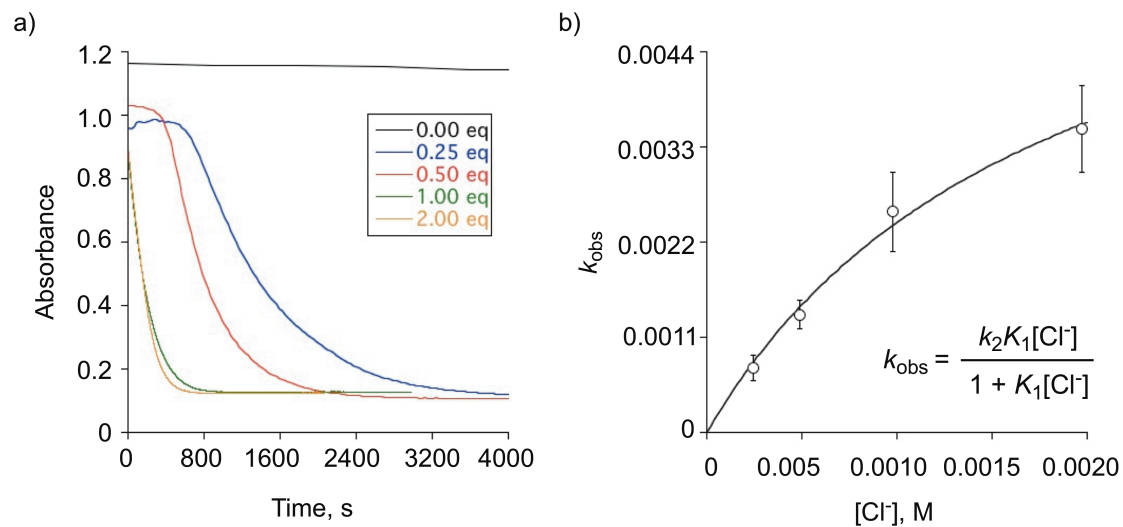 a)
1.2
1.0
0.8
0.6
0.4
0.2
0
Absorbance
0.00 eq
0.25 eq
0.50 eq
1.00 eq
2.00 eq
0 800 1600 2400 3200 4000
Time, s
b)
0.0044
0.0033
0.0022
0.0011
0
k_obs
k_obs = k₂K₁[Cl⁻] / 1 + K₁[Cl⁻]
0 0.005 0.0010 0.0015 0.0020
[Cl⁻], M